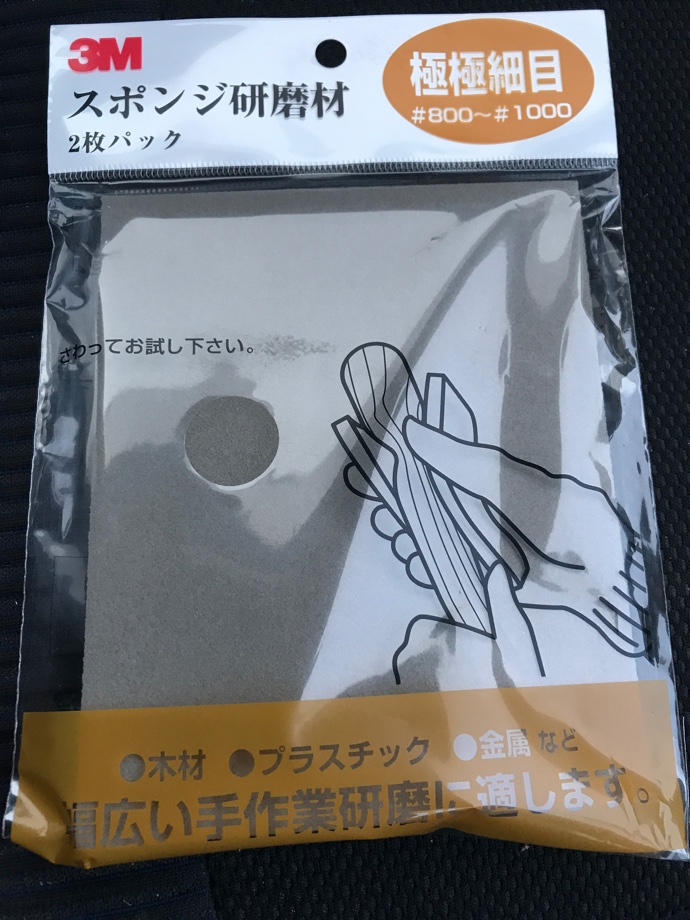 3M
スポンジ研磨材
2枚パック
極極細目
#800〜#1000
さわってお試し下さい。
●木材 ●プラスチック ●金属 など
幅広い手作業研磨に適します。